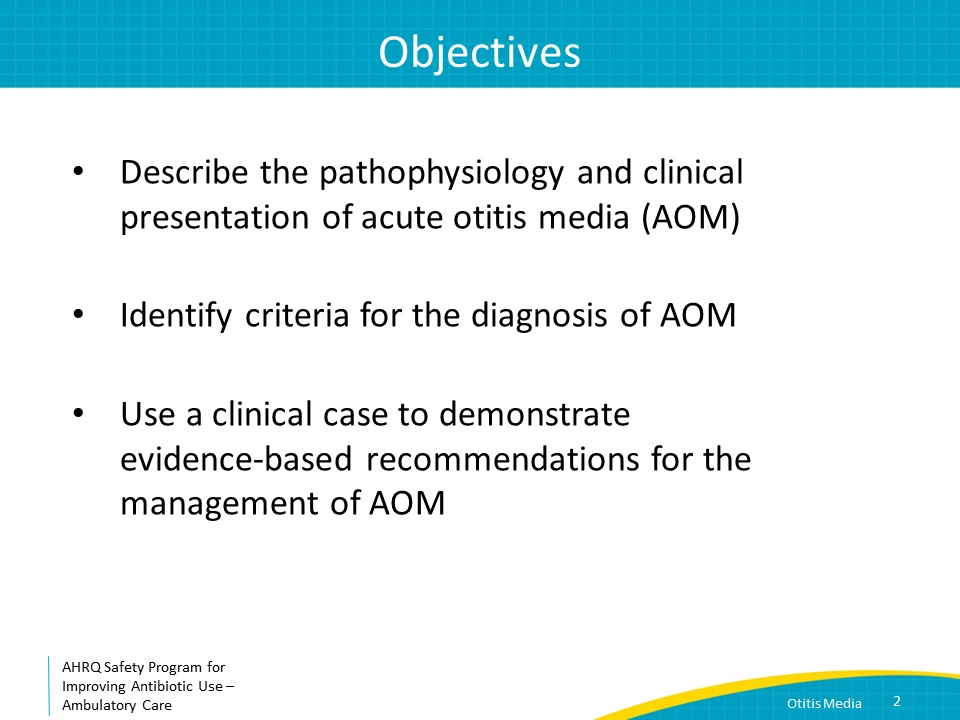 Objectives
• Describe the pathophysiology and clinical
presentation of acute otitis media (AOM)
• Identify criteria for the diagnosis of AOM
• Use a clinical case to demonstrate
evidence-based recommendations for the
management of AOM
AHRQ Safety Program for
Improving Antibiotic Use –
Ambulatory Care
Otitis Media 2